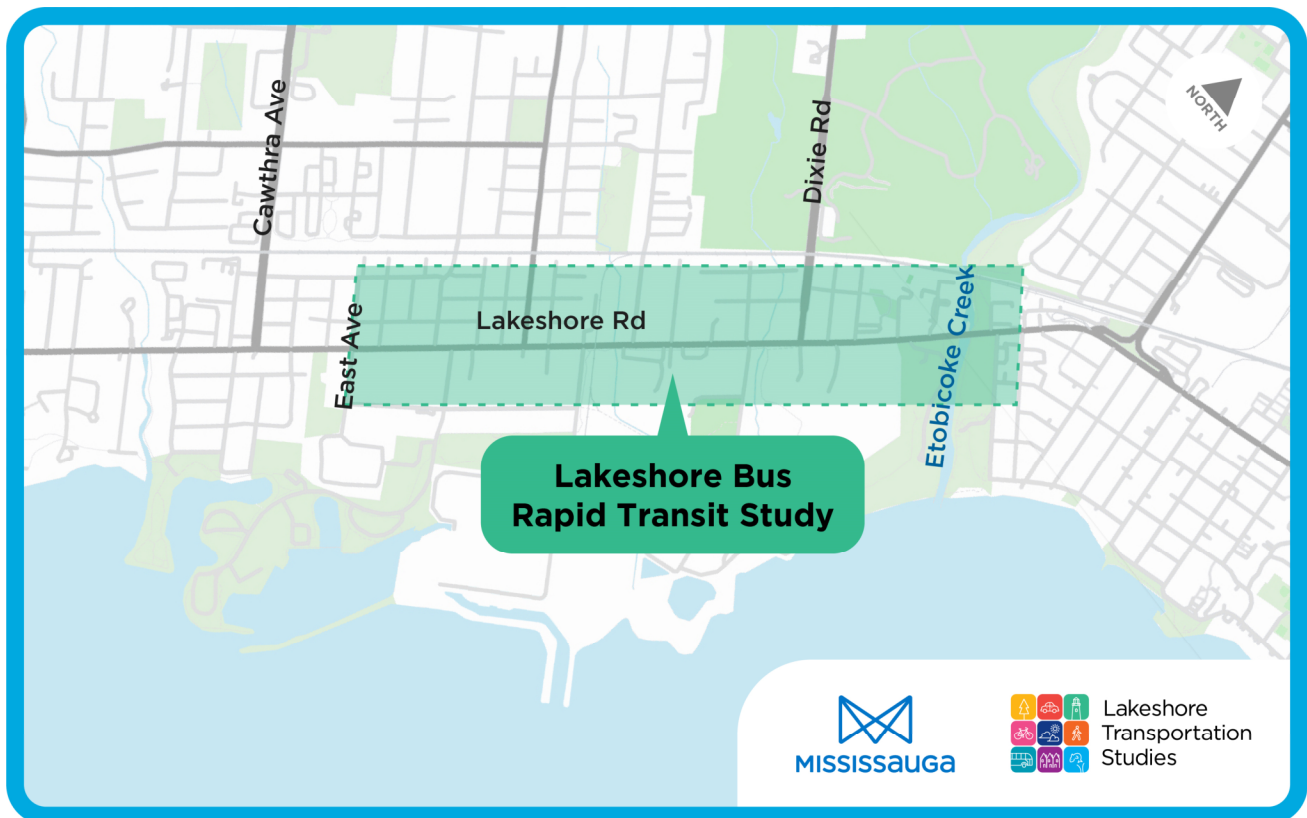 Cawthra Ave
Dixie Rd
NORTH
East Ave
Lakeshore Rd
Etobicoke Creek
Lakeshore Bus
Rapid Transit Study
MISSISSauGa
Lakeshore
Transportation
Studies